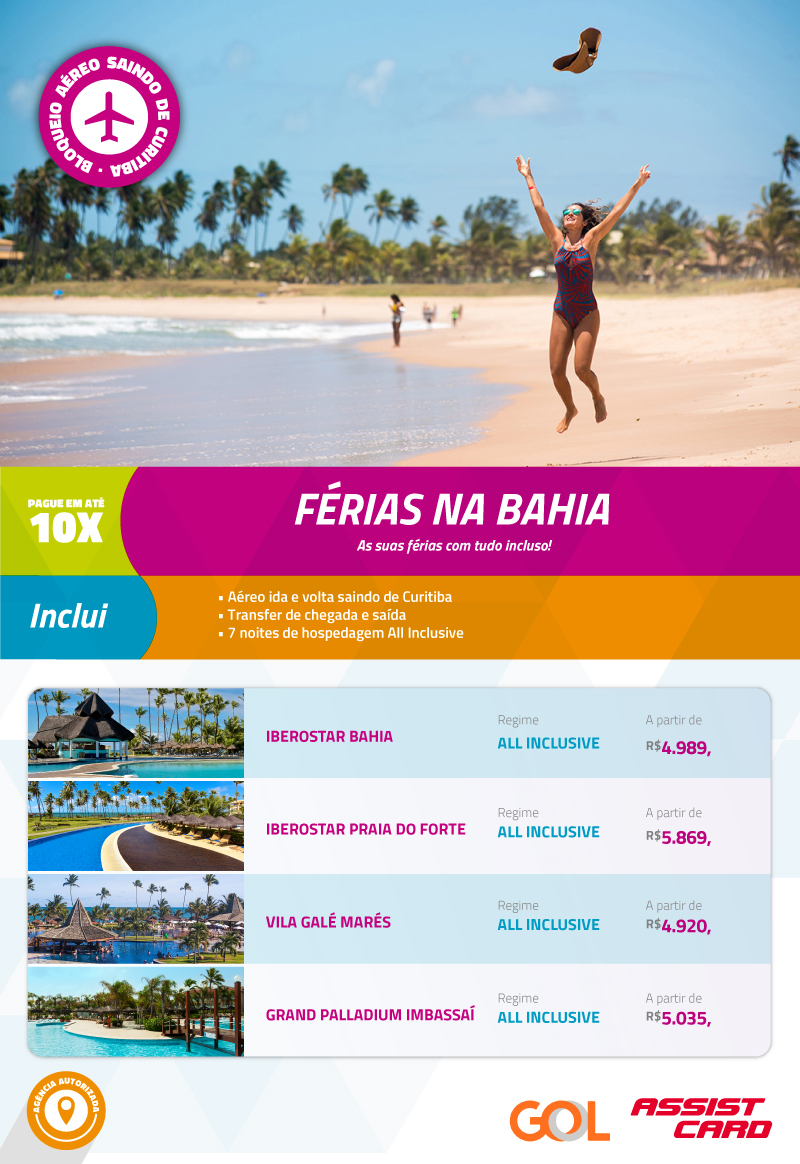 BLOQUEIO AÉREO SAINDO DE CURITIBA •
PAGUE EM ATÉ
10X
FÉRIAS NA BAHIA
As suas férias com tudo incluso!
Inclui
• Aéreo ida e volta saindo de Curitiba
• Transfer de chegada e saída
• 7 noites de hospedagem All Inclusive
IBEROSTAR BAHIA
Regime
ALL INCLUSIVE
A partir de
R$4.989,
IBEROSTAR PRAIA DO FORTE
Regime
ALL INCLUSIVE
A partir de
R$5.869,
VILA GALÉ MARÉS
Regime
ALL INCLUSIVE
A partir de
R$4.920,
GRAND PALLADIUM IMBASSAÍ
Regime
ALL INCLUSIVE
A partir de
R$5.035,
AGÊNCIA AUTORIZADA
GOL
ASSIST
CARD